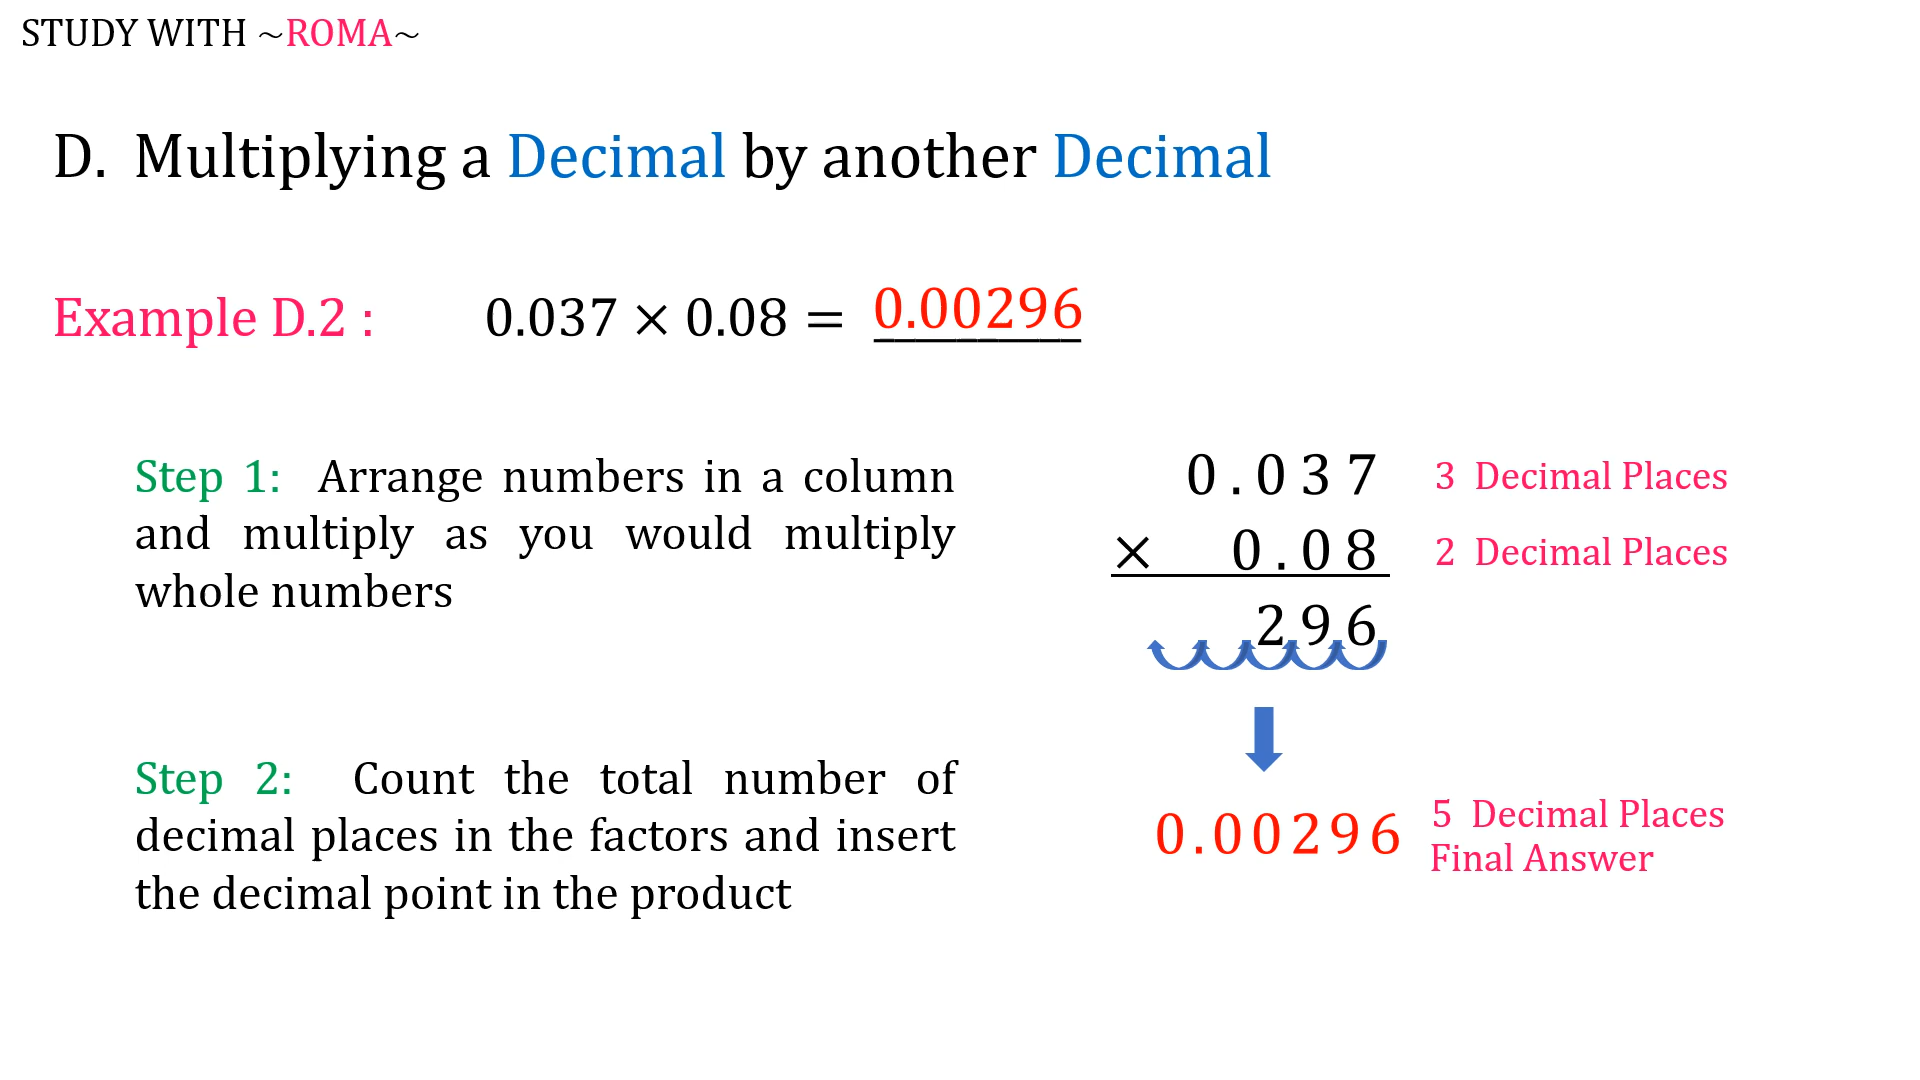 STUDY WITH ~ROMA~
D. Multiplying a Decimal by another Decimal
Example D.2 : 0.037 × 0.08 = 0.00296
Step 1: Arrange numbers in a column
and multiply as you would multiply
whole numbers
0.037 3 Decimal Places
× 0.08 2 Decimal Places
296
Step 2: Count the total number of
decimal places in the factors and insert
the decimal point in the product
0.00296 5 Decimal Places
Final Answer